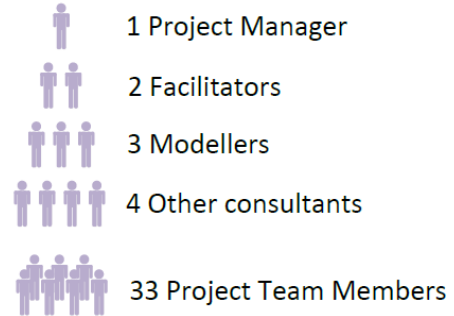 1 Project Manager
2 Facilitators
3 Modellers
4 Other consultants
33 Project Team Members